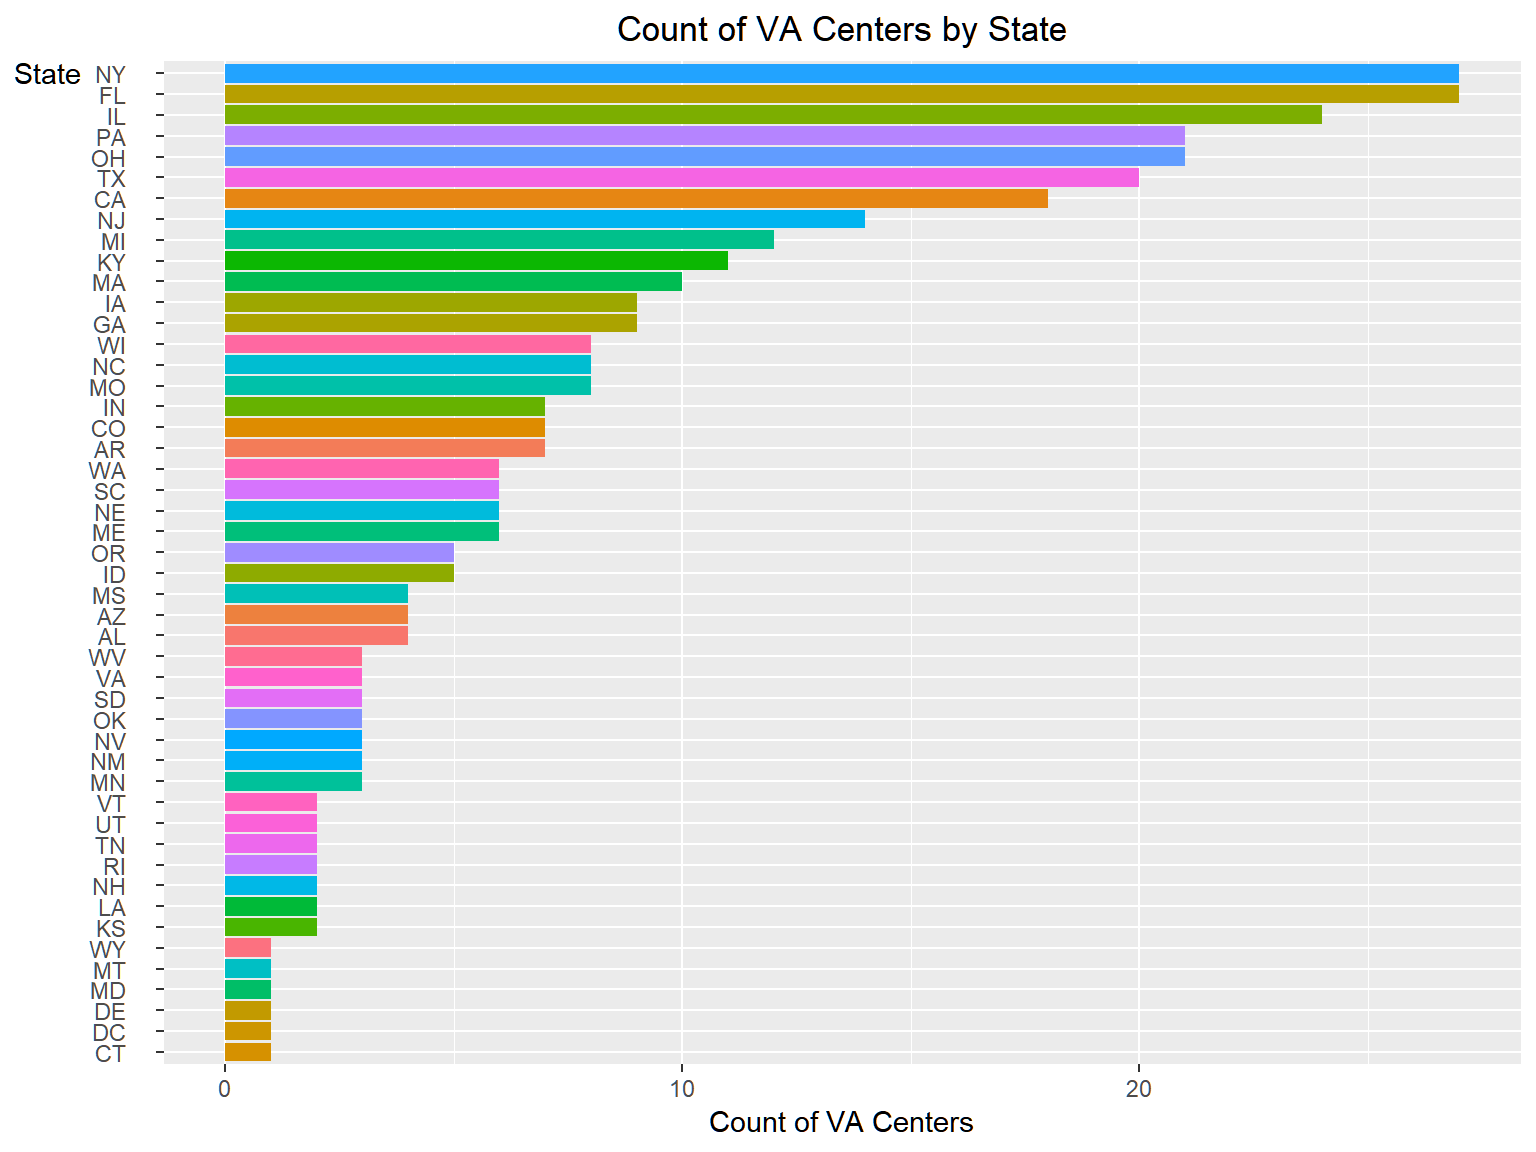 Count of VA Centers by State
State
NY
FL
IL
PA
OH
TX
CA
NJ
MI
KY
MA
IA
GA
WI
NC
MO
IN
CO
AR
WA
SC
NE
ME
OR
ID
MS
AZ
AL
WV
VA
SD
OK
NV
NM
MN
VT
UT
TN
RI
NH
LA
KS
WY
MT
MD
DE
DC
CT
0 10 20
Count of VA Centers